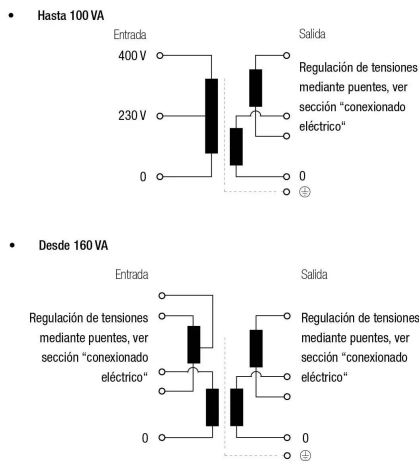 • Hasta 100 VA
Entrada
Salida
400 V
230 V
0
Regulación de tensiones
mediante puentes, ver
sección “conexionado
eléctrico“
0
• Desde 160 VA
Entrada
Salida
Regulación de tensiones
mediante puentes, ver
sección “conexionado
eléctrico“
0
Regulación de tensiones
mediante puentes, ver
sección “conexionado
eléctrico“
0